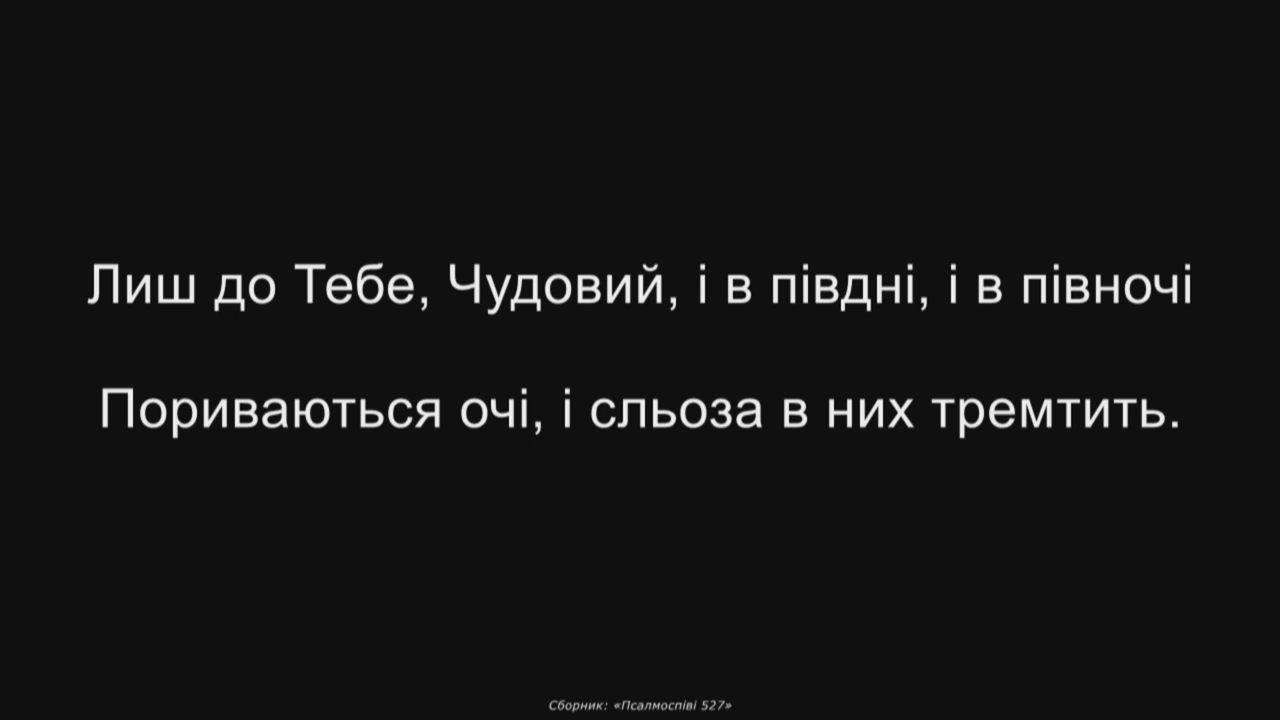 Лиш до Тебе, Чудовий, і в півдні, і в півночі
Пориваються очі, і сльоза в них тремтить.
Сборник: «Псалмоспіві 527»